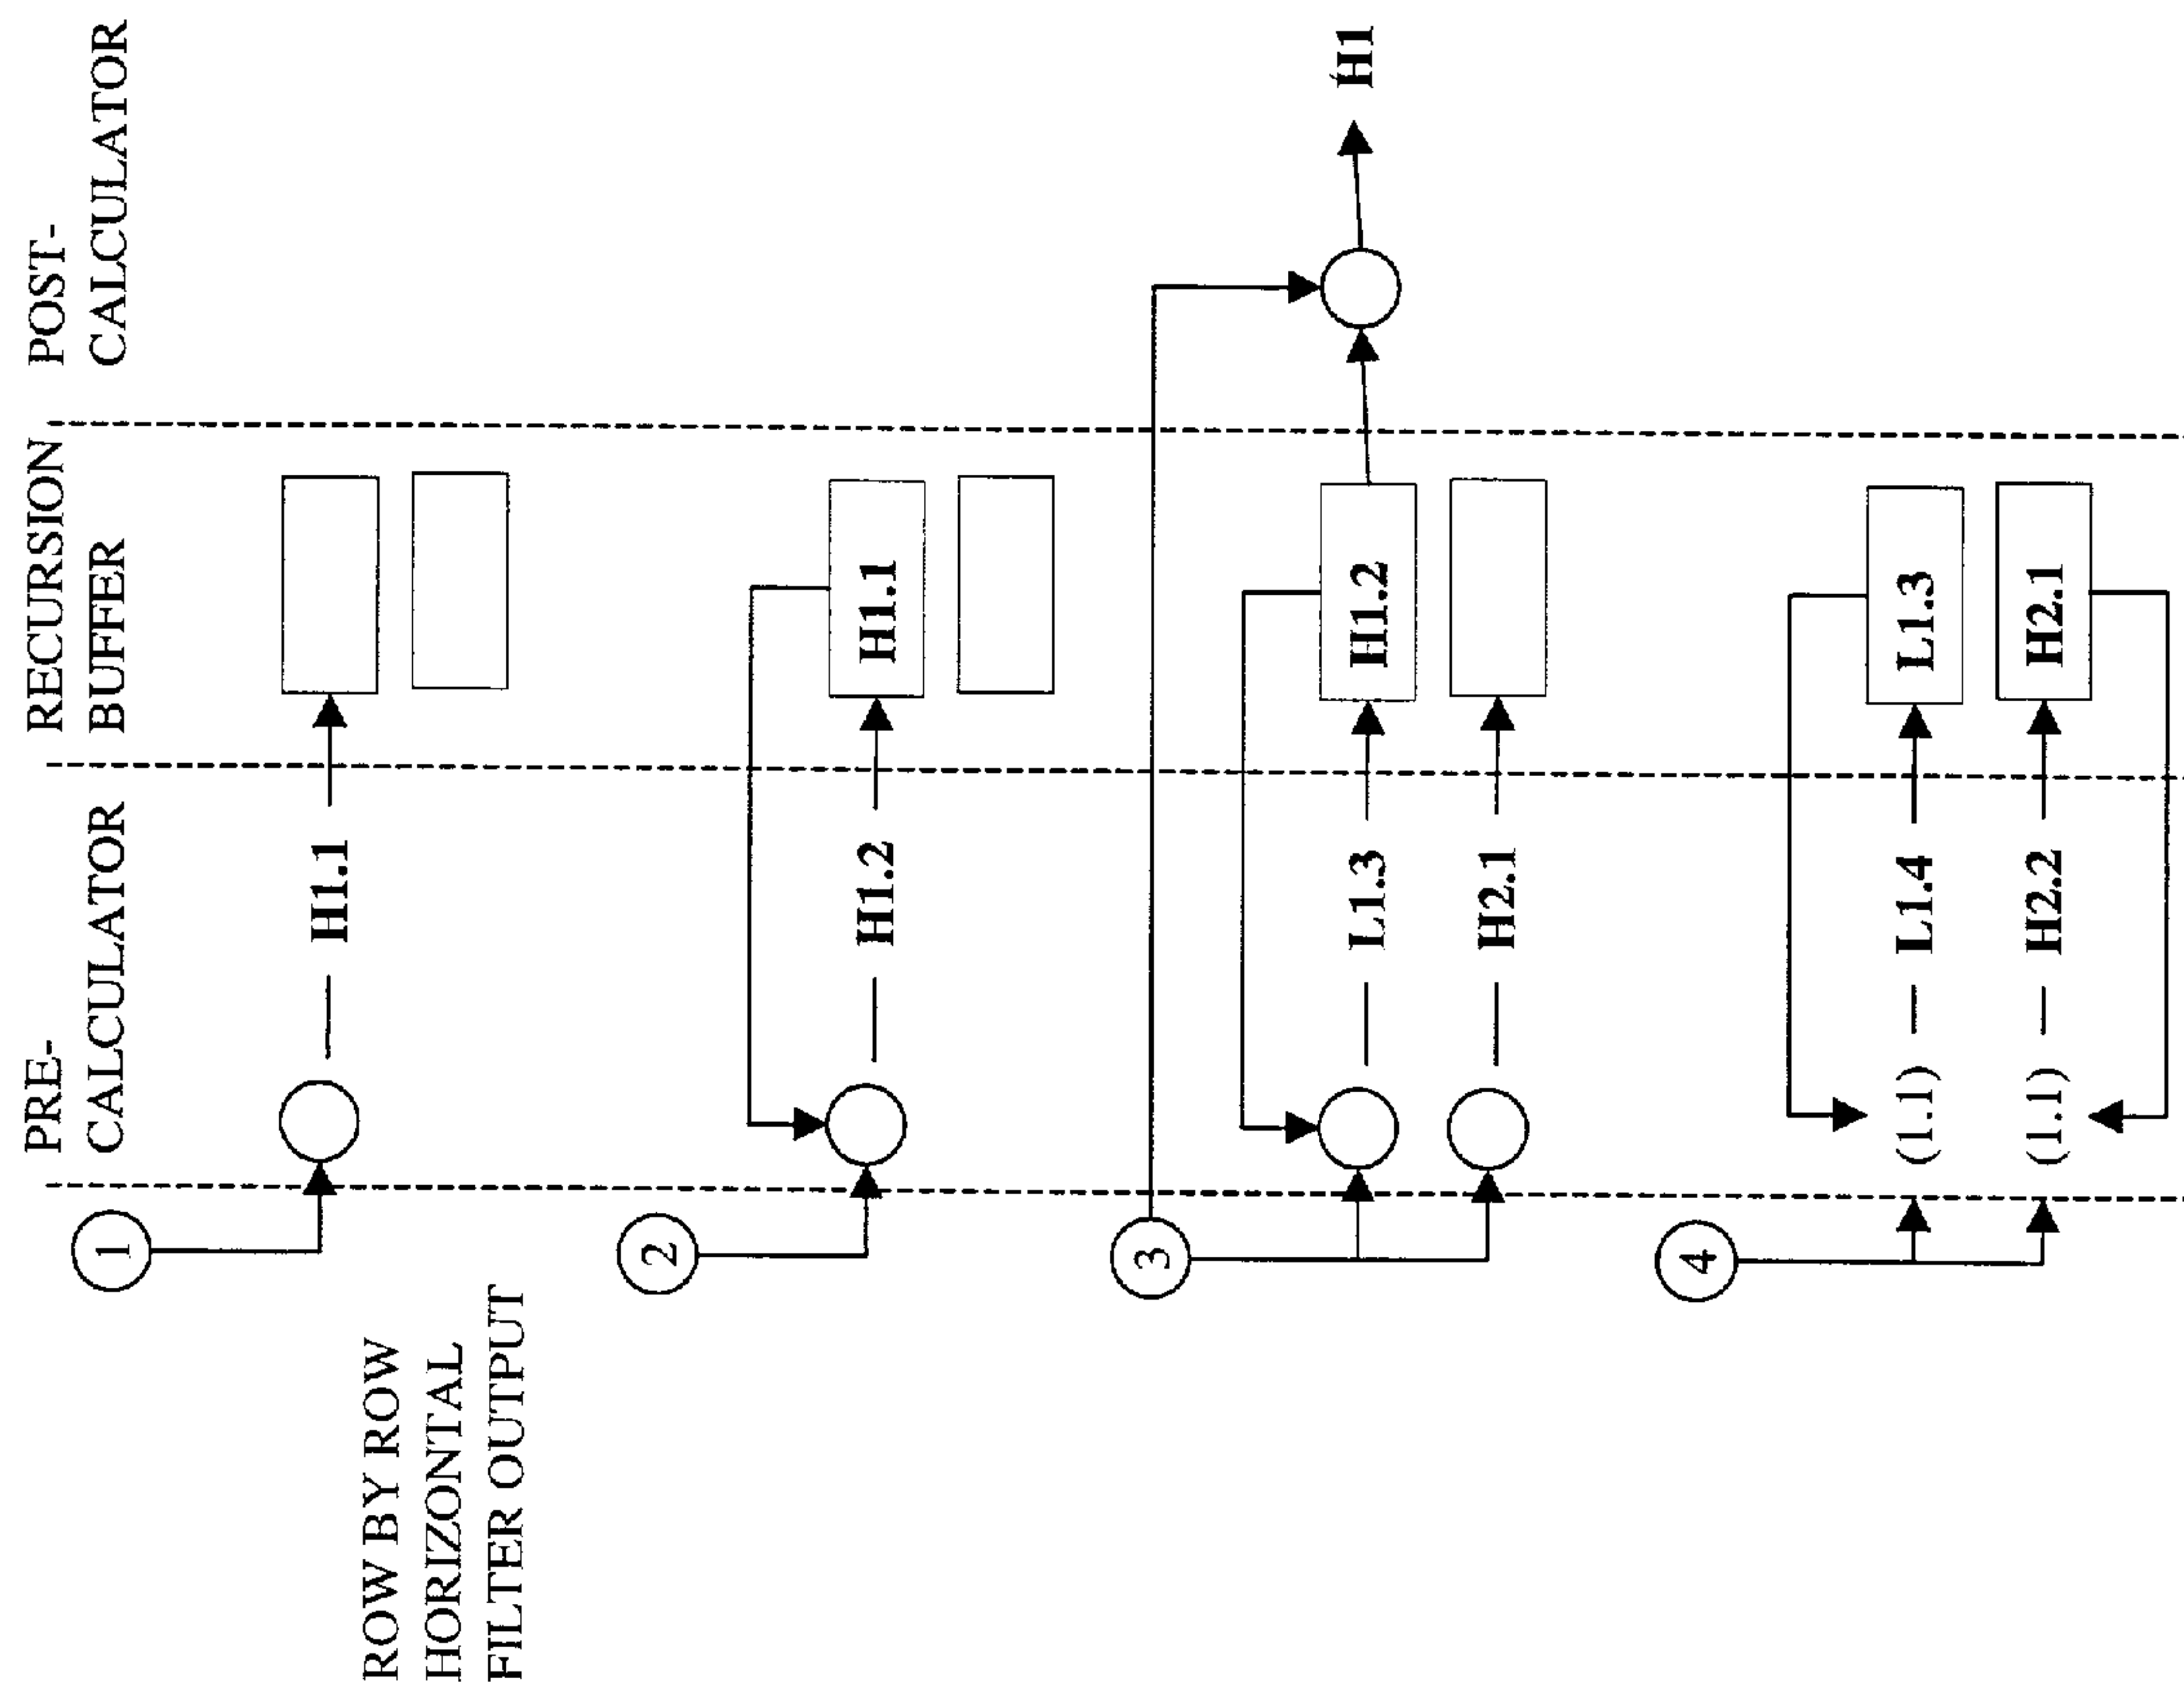 PRE-
CALCULATOR
RECURSION
BUFFER
POST-
CALCULATOR
ROW BY ROW
HORIZONTAL
FILTER OUTPUT
1
H1.1
2
H1.2
H1.1
3
L1.3
H1.2
H1
H2.1
4
(1.1)
L1.4
L1.3
(1.1)
H2.2
H2.1